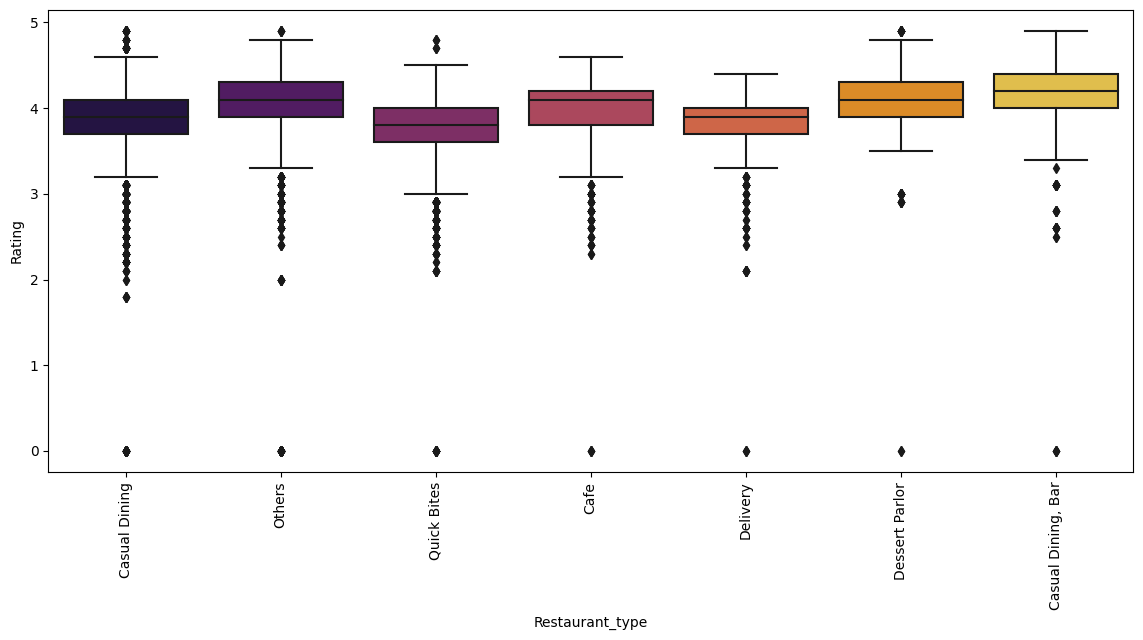 5
4
3
2
1
0
Rating
Casual Dining
Others
Quick Bites
Cafe
Delivery
Dessert Parlor
Casual Dining, Bar
Restaurant_type